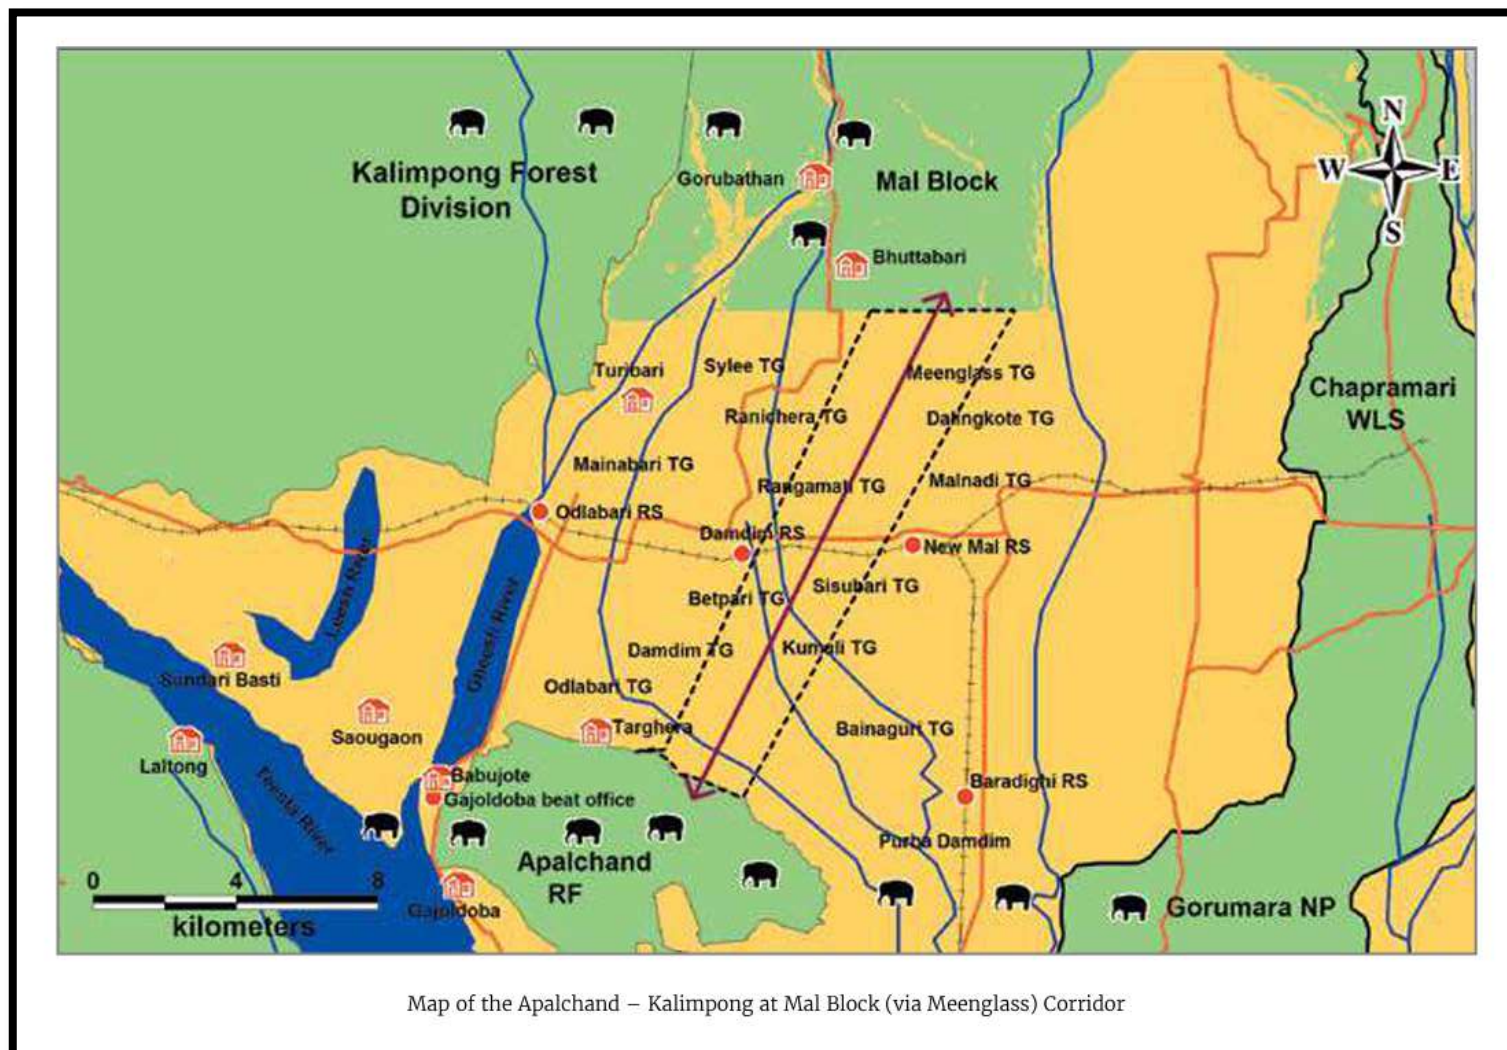 N
Kalimpong Forest
Division
Gorubathan
Mal Block
W
E
S
Bhuttabari
Turibari
Sylee TG
Meenglass TG
Chapramari
WLS
Ranichera TG
Dalingkote TG
Mainabari TG
Rangamati TG
Malnadi TG
Odlabari RS
Damdim RS
New Mal RS
Leesh River
Gheesh River
Betpari TG
Sisubari TG
Damdim TG
Kumali TG
Sundari Basti
Odlabari TG
Saougaon
Targhera
Bainaguri TG
Laltong
Teesta River
Babujote
Gajoldoba beat office
Baradighi RS
Purba Damdim
Apalchand
RF
0 4 8
kilometers
Gajoldoba
Gorumara NP
Map of the Apalchand – Kalimpong at Mal Block (via Meenglass) Corridor